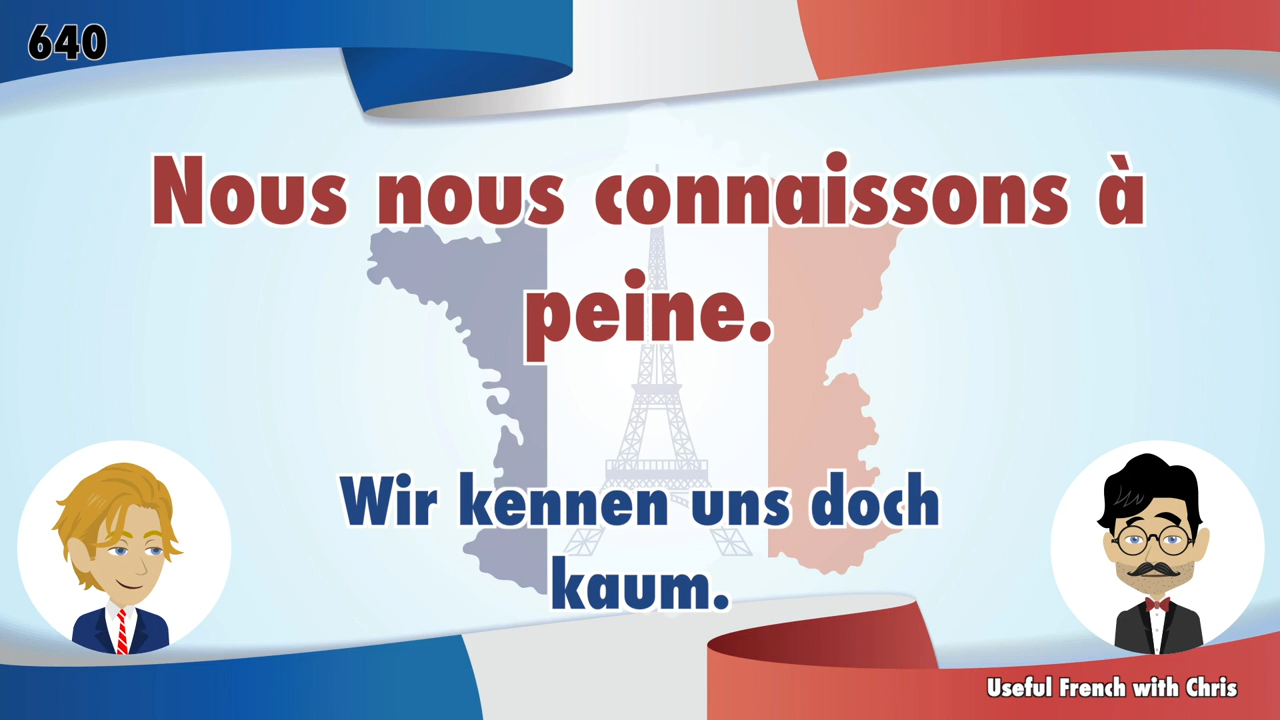 640
Nous nous connaissons à
peine.
Wir kennen uns doch
kaum.
Useful French with Chris